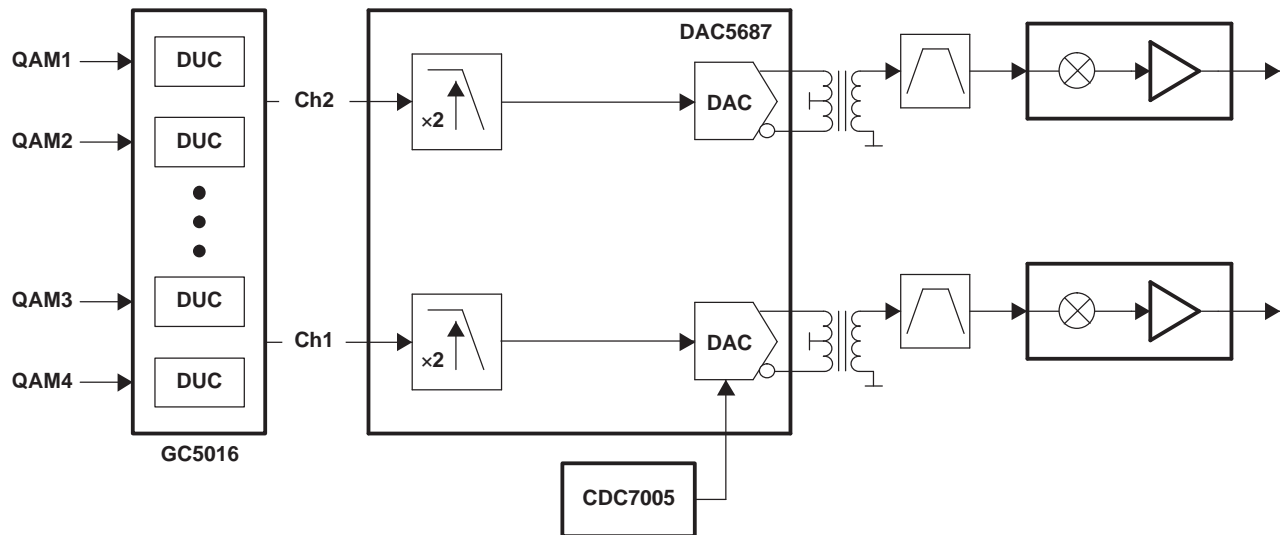 DAC5687
QAM1
DUC
Ch2
×2
DAC
QAM2
DUC
QAM3
DUC
Ch1
×2
DAC
QAM4
DUC
GC5016
CDC7005